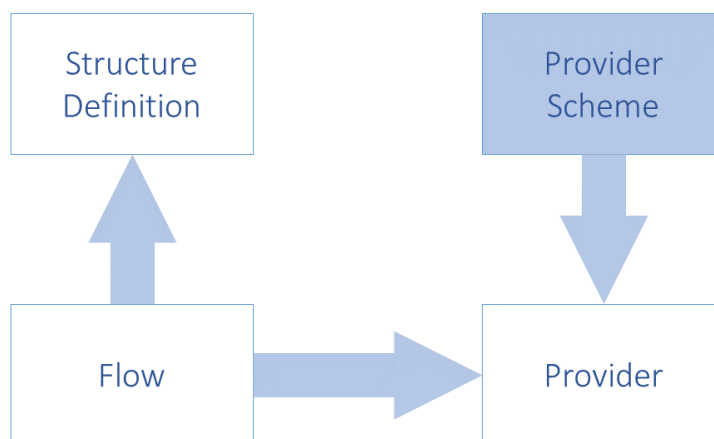 Structure
Definition
Provider
Scheme
Flow
Provider